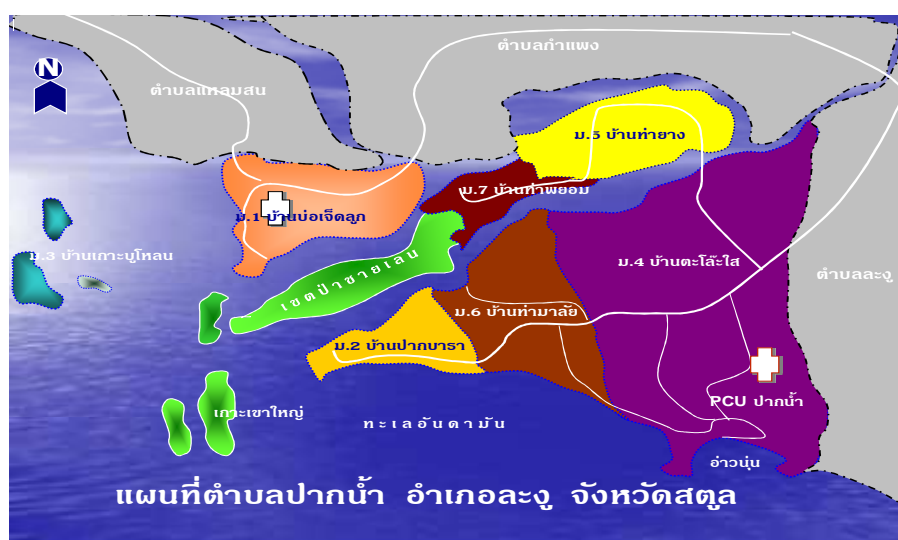 ตำบลกำแพง
N
ตำบลแหลมสน
ม.5 บ้านท่ายาง
ม.7 บ้านท่าพยอม
ม.1 บ้านบ่อเจ็ดลูก
ม.3 บ้านเกาะบูโหลน
ม.4 บ้านตะโล๊ะใส
ตำบลละงู
เขตป่าชายเลน
ม.6 บ้านท่ามาลัย
ม.2 บ้านปากบารา
PCU ปากน้ำ
เกาะเขาใหญ่
ทะเลอันดามัน
อ่าวนุ่น
แผนที่ตำบลปากน้ำ อำเภอละงู จังหวัดสตูล